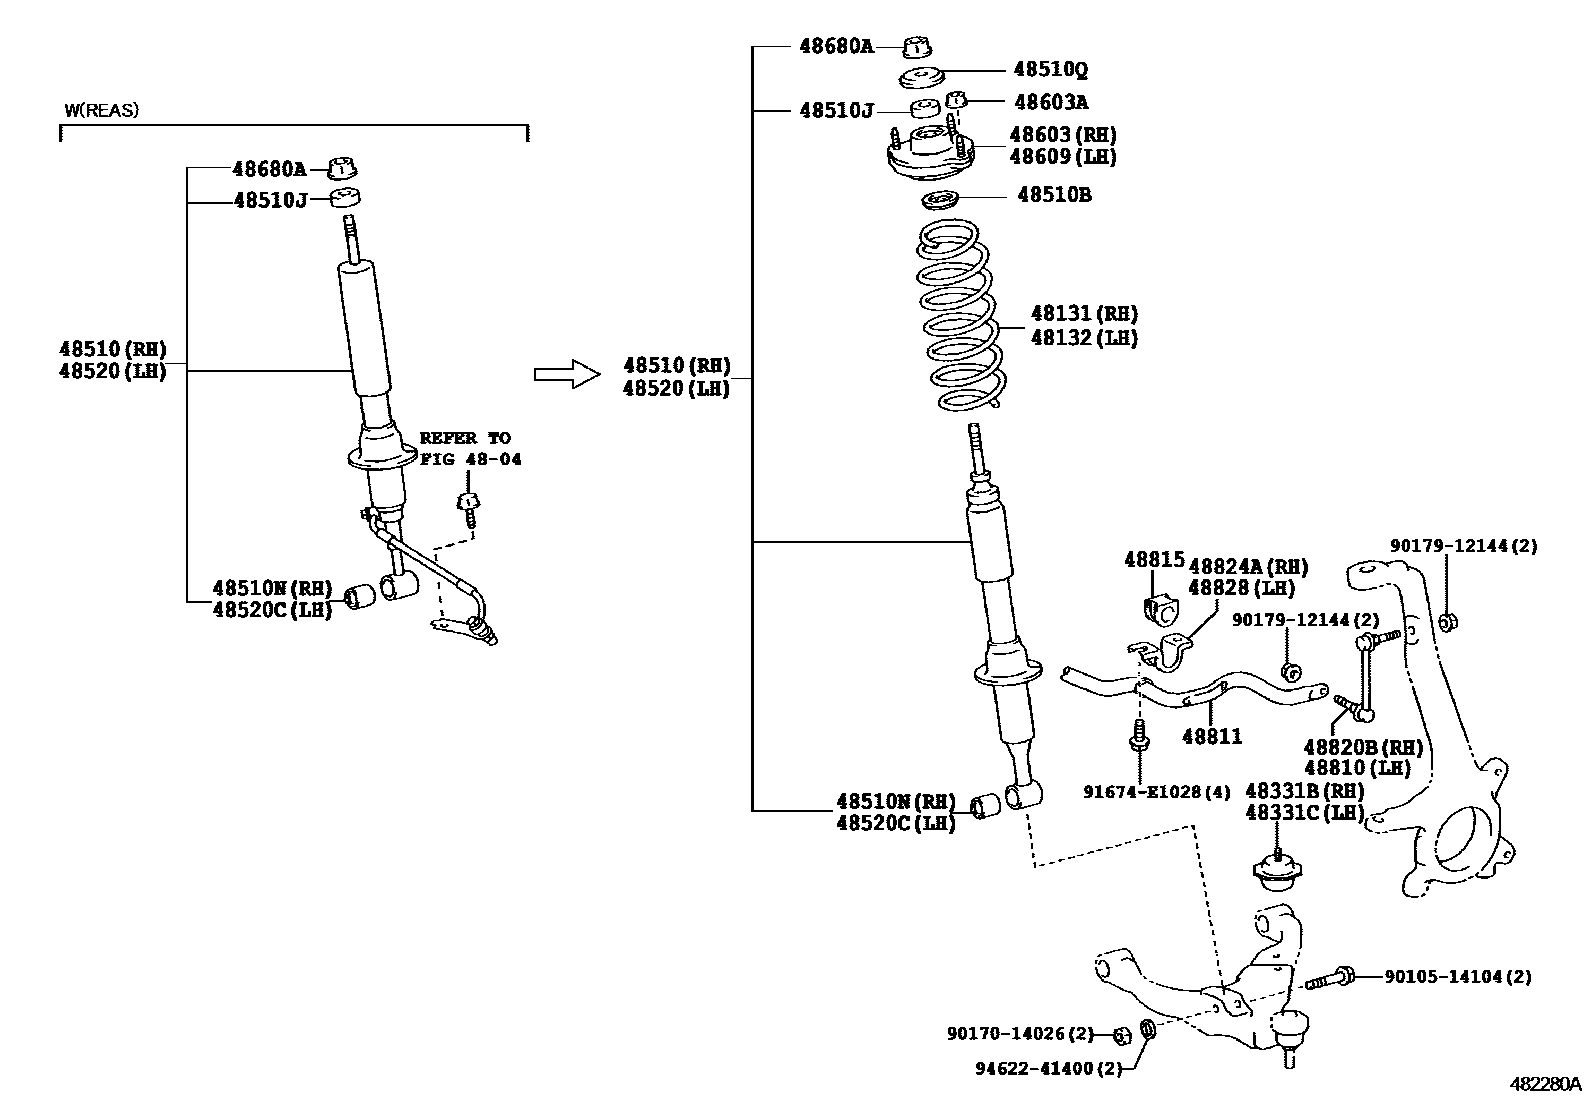 W(REAS)
48680A
48510J
48510(RH)
48520(LH)
REFER TO
FIG 48-04
48510N(RH)
48520C(LH)
48680A
48510Q
48603A
48510J
48603(RH)
48609(LH)
48510B
48131(RH)
48132(LH)
48510(RH)
48520(LH)
90179-12144(2)
48815
48824A(RH)
48828(LH)
90179-12144(2)
48811
48820B(RH)
48810(LH)
91674-E1028(4)
48331B(RH)
48331C(LH)
48510N(RH)
48520C(LH)
90105-14104(2)
90170-14026(2)
94622-41400(2)
482280A